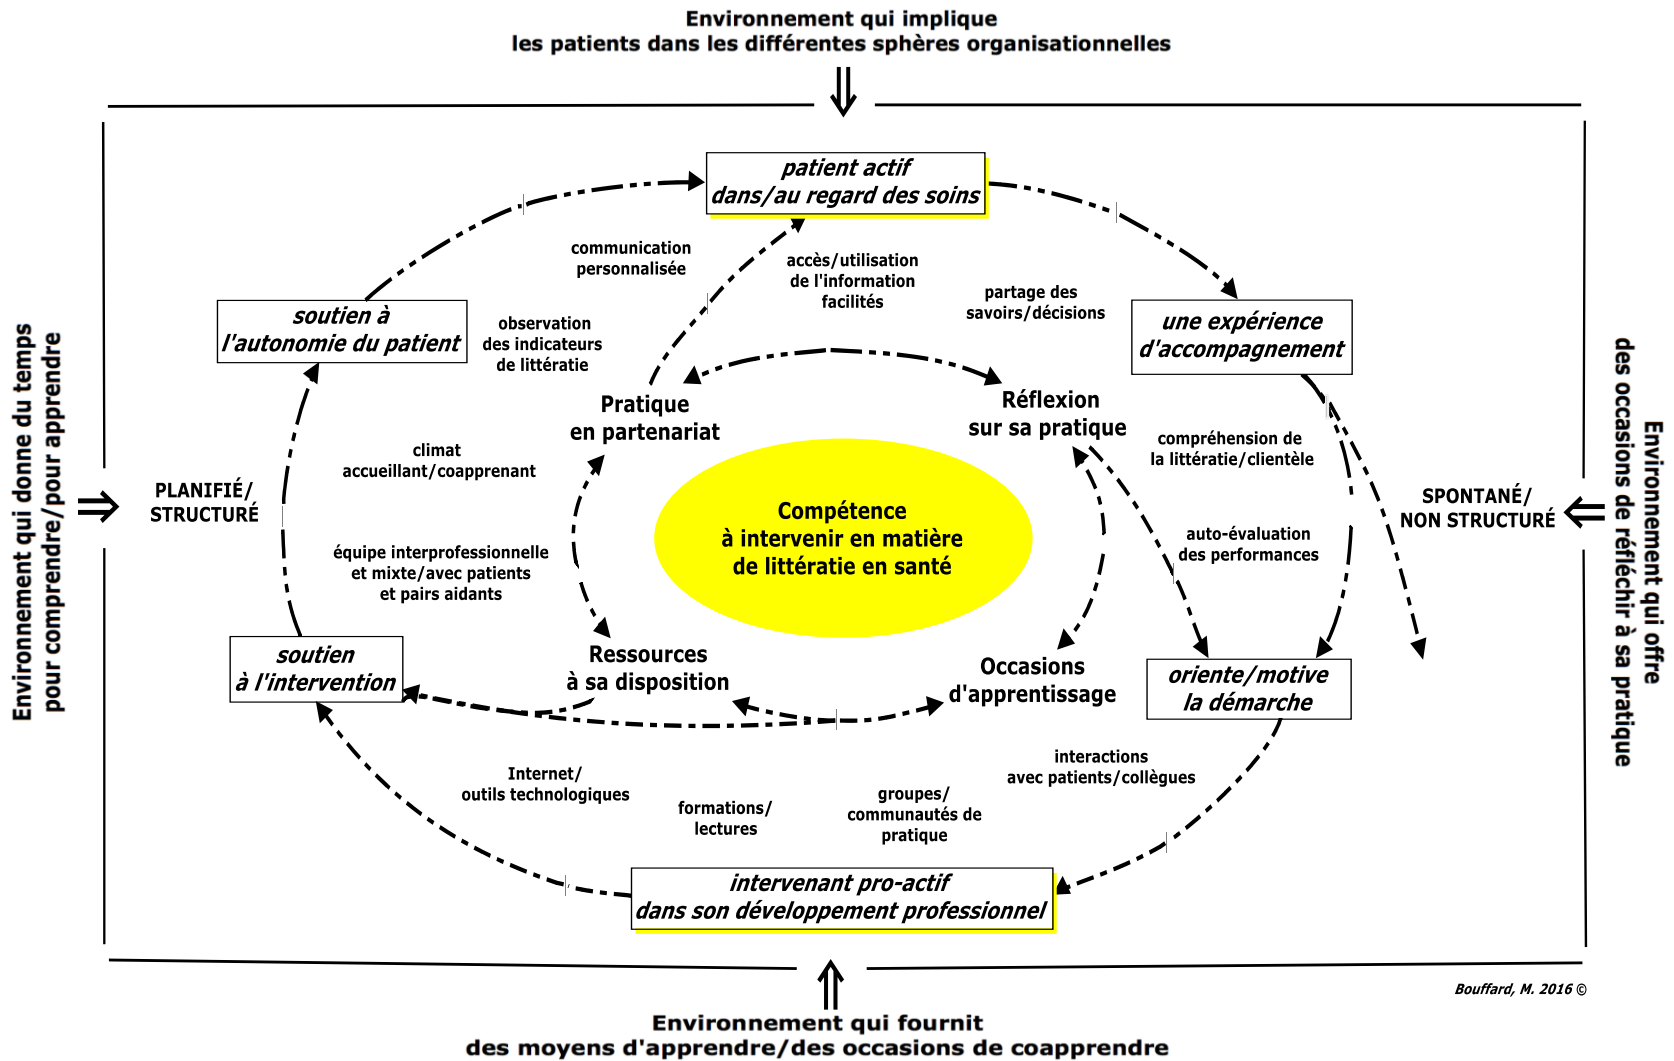 Environnement qui implique
les patients dans les différentes sphères organisationnelles
patient actif
dans/au regard des soins
communication
personnalisée
accès/utilisation
de l'information
facilités
partage des
savoirs/décisions
soutien à
l'autonomie du patient
observation
des indicateurs
de littératie
une expérience
d'accompagnement
Environnement qui donne du temps
pour comprendre/pour apprendre
Pratique
en partenariat
Réflexion
sur sa pratique
Environnement qui offre
des occasions de réfléchir à sa pratique
climat
accueillant/coapprenant
compréhension de
la littératie/clientèle
PLANIFIÉ/
STRUCTURÉ
Compétence
à intervenir en matière
de littératie en santé
SPONTANÉ/
NON STRUCTURÉ
équipe interprofessionnelle
et mixte/avec patients
et pairs aidants
auto-évaluation
des performances
soutien
à l'intervention
Ressources
à sa disposition
Occasions
d'apprentissage
oriente/motive
la démarche
Internet/
outils technologiques
formations/
lectures
groupes/
communautés de
pratique
interactions
avec patients/collègues
intervenant pro-actif
dans son développement professionnel
Bouffard, M. 2016 ©
Environnement qui fournit
des moyens d'apprendre/des occasions de coapprendre